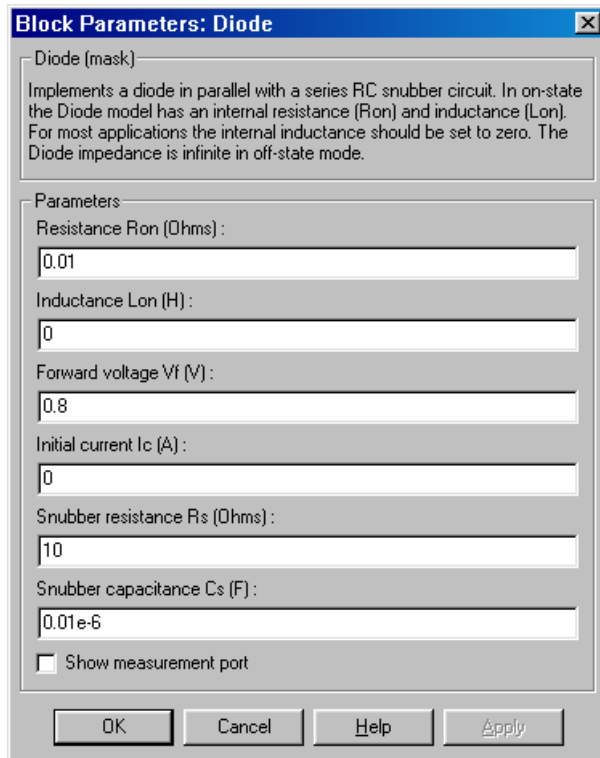 Block Parameters: Diode
Diode (mask)
Implements a diode in parallel with a series RC snubber circuit. In on-state
the Diode model has an internal resistance (Ron) and inductance (Lon).
For most applications the internal inductance should be set to zero. The
Diode impedance is infinite in off-state mode.
Parameters
Resistance Ron (Ohms) :
0.01
Inductance Lon (H) :
0
Forward voltage Vf (V) :
0.8
Initial current Ic (A) :
0
Snubber resistance Rs (Ohms) :
10
Snubber capacitance Cs (F) :
0.01e-6
Show measurement port
OK Cancel Help Apply